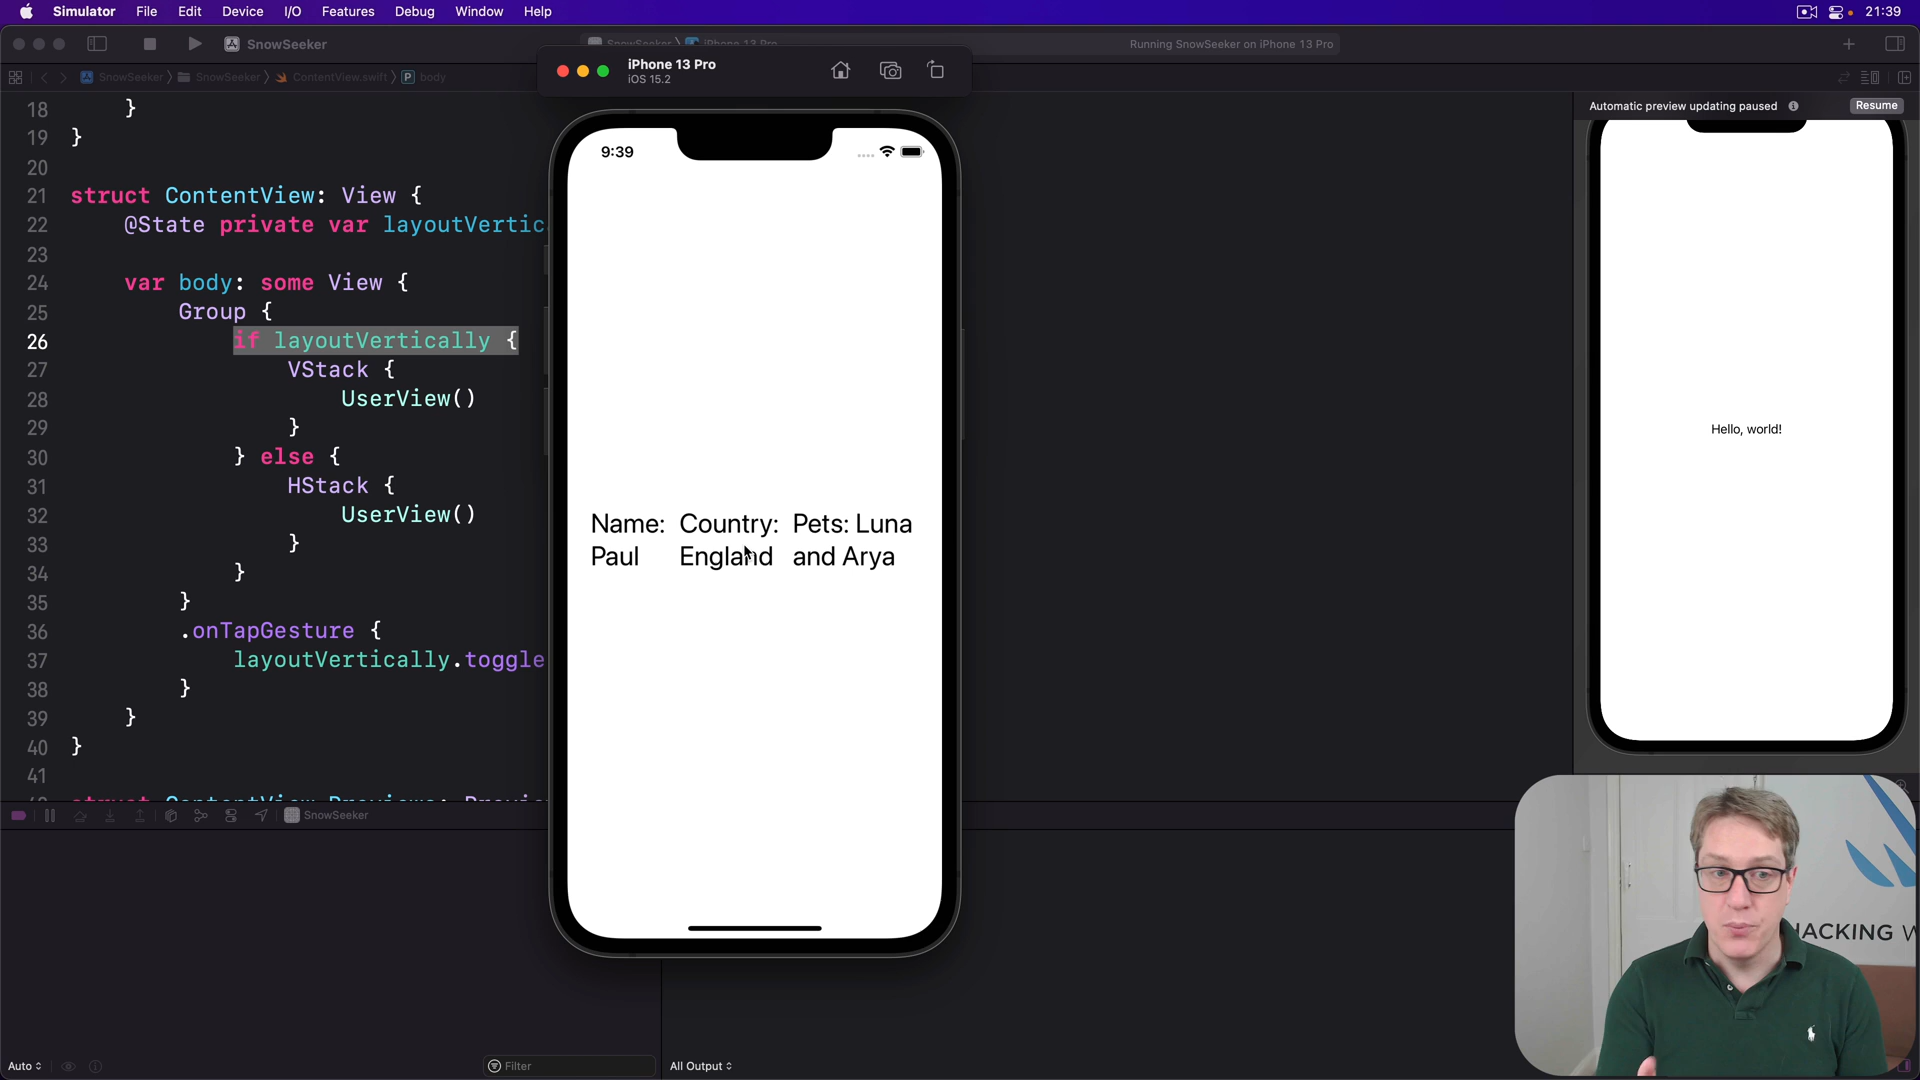 Simulator File Edit View Device I/O Features Debug Window Help 21:39
SnowSeeker
Running SnowSeeker on iPhone 13 Pro
SnowSeeker SnowSeeker ContentView.swift body
iPhone 13 Pro
iOS 15.2
Automatic preview updating paused Resume
18 }
19 }
20
21 struct ContentView: View {
22 @State private var layoutVertic
23
24 var body: some View {
25 Group {
26 if layoutVertically {
27 VStack {
28 UserView()
29 }
30 } else {
31 HStack {
32 UserView()
33 }
34 }
35 }
36 .onTapGesture {
37 layoutVertically.toggle
38 }
39 }
40 }
41
9:39
Name: Country: Pets: Luna
Paul England and Arya
Hello, world!
SnowSeeker
HACKING W
Auto Filter All Output